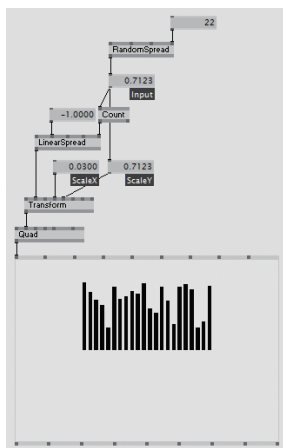 22
RandomSpread
0.7123
Input
-1.0000
Count
LinearSpread
0.0300
0.7123
ScaleX
ScaleY
Transform
Quad